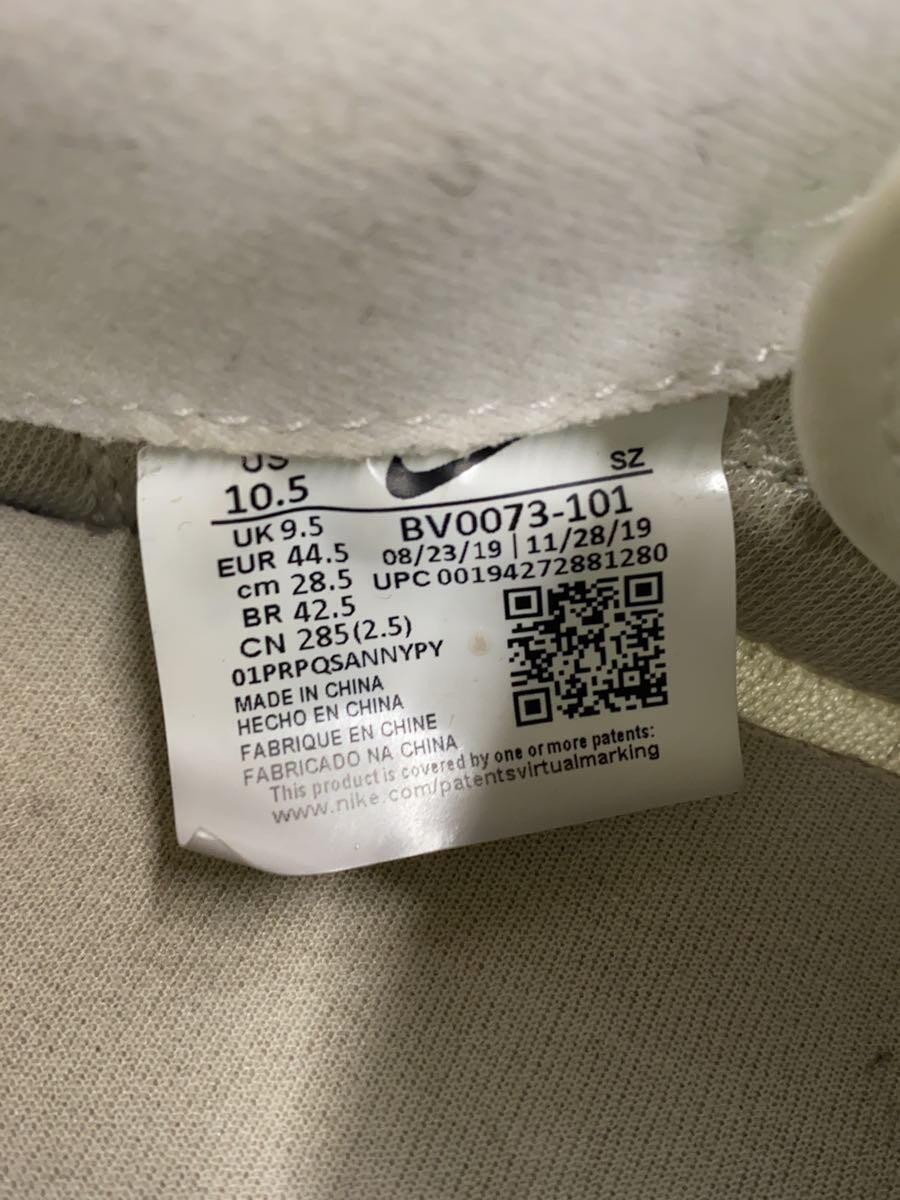 US
SZ
10.5
UK 9.5
BV0073-101
EUR 44.5
08/23/19 | 11/28/19
cm 28.5
UPC 00194272881280
BR 42.5
CN 285(2.5)
01PRPQSANNYPY
MADE IN CHINA
HECHO EN CHINA
FABRIQUE EN CHINE
FABRICADO NA CHINA
This product is covered by one or more patents:
www.nike.com/patentsvirtualmarking